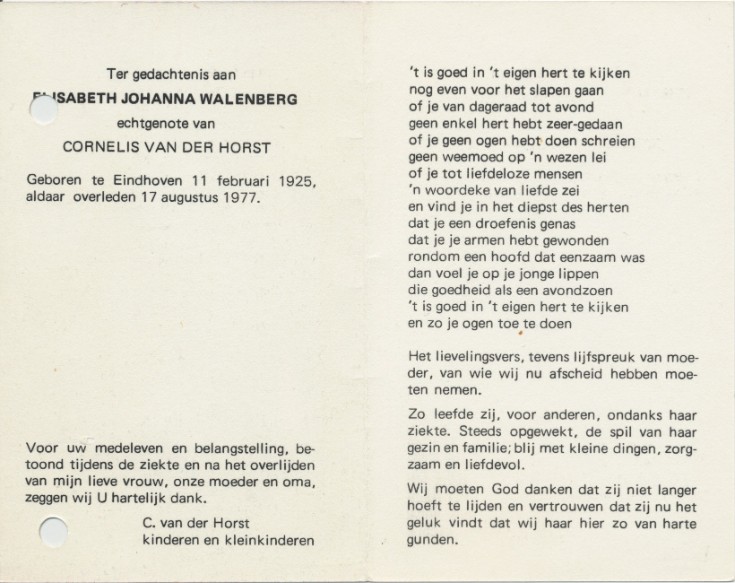 Ter gedachtenis aan
ELISABETH JOHANNA WALENBERG
echtgenote van
CORNELIS VAN DER HORST
Geboren te Eindhoven 11 februari 1925,
aldaar overleden 17 augustus 1977.
Voor uw medeleven en belangstelling, be-
toond tijdens de ziekte en na het overlijden
van mijn lieve vrouw, onze moeder en oma,
zeggen wij U hartelijk dank.
C. van der Horst
kinderen en kleinkinderen
't is goed in 't eigen hert te kijken
nog even voor het slapen gaan
of je van dageraad tot avond
geen enkel hert hebt zeer-gedaan
of je geen ogen hebt doen schreien
geen weemoed op 'n wezen lei
of je tot liefdeloze mensen
'n woordeke van liefde zei
en vind je in het diepst des herten
dat je een droefenis genas
dat je je armen hebt gewonden
rondom een hoofd dat eenzaam was
dan voel je op je jonge lippen
die goedheid als een avondzoen
't is goed in 't eigen hert te kijken
en zo je ogen toe te doen
Het lievelingsvers, tevens lijfspreuk van moe-
der, van wie wij nu afscheid hebben moe-
ten nemen.
Zo leefde zij, voor anderen, ondanks haar
ziekte. Steeds opgewekt, de spil van haar
gezin en familie; blij met kleine dingen, zorg-
zaam en liefdevol.
Wij moeten God danken dat zij niet langer
hoeft te lijden en vertrouwen dat zij nu het
geluk vindt dat wij haar hier zo van harte
gunden.